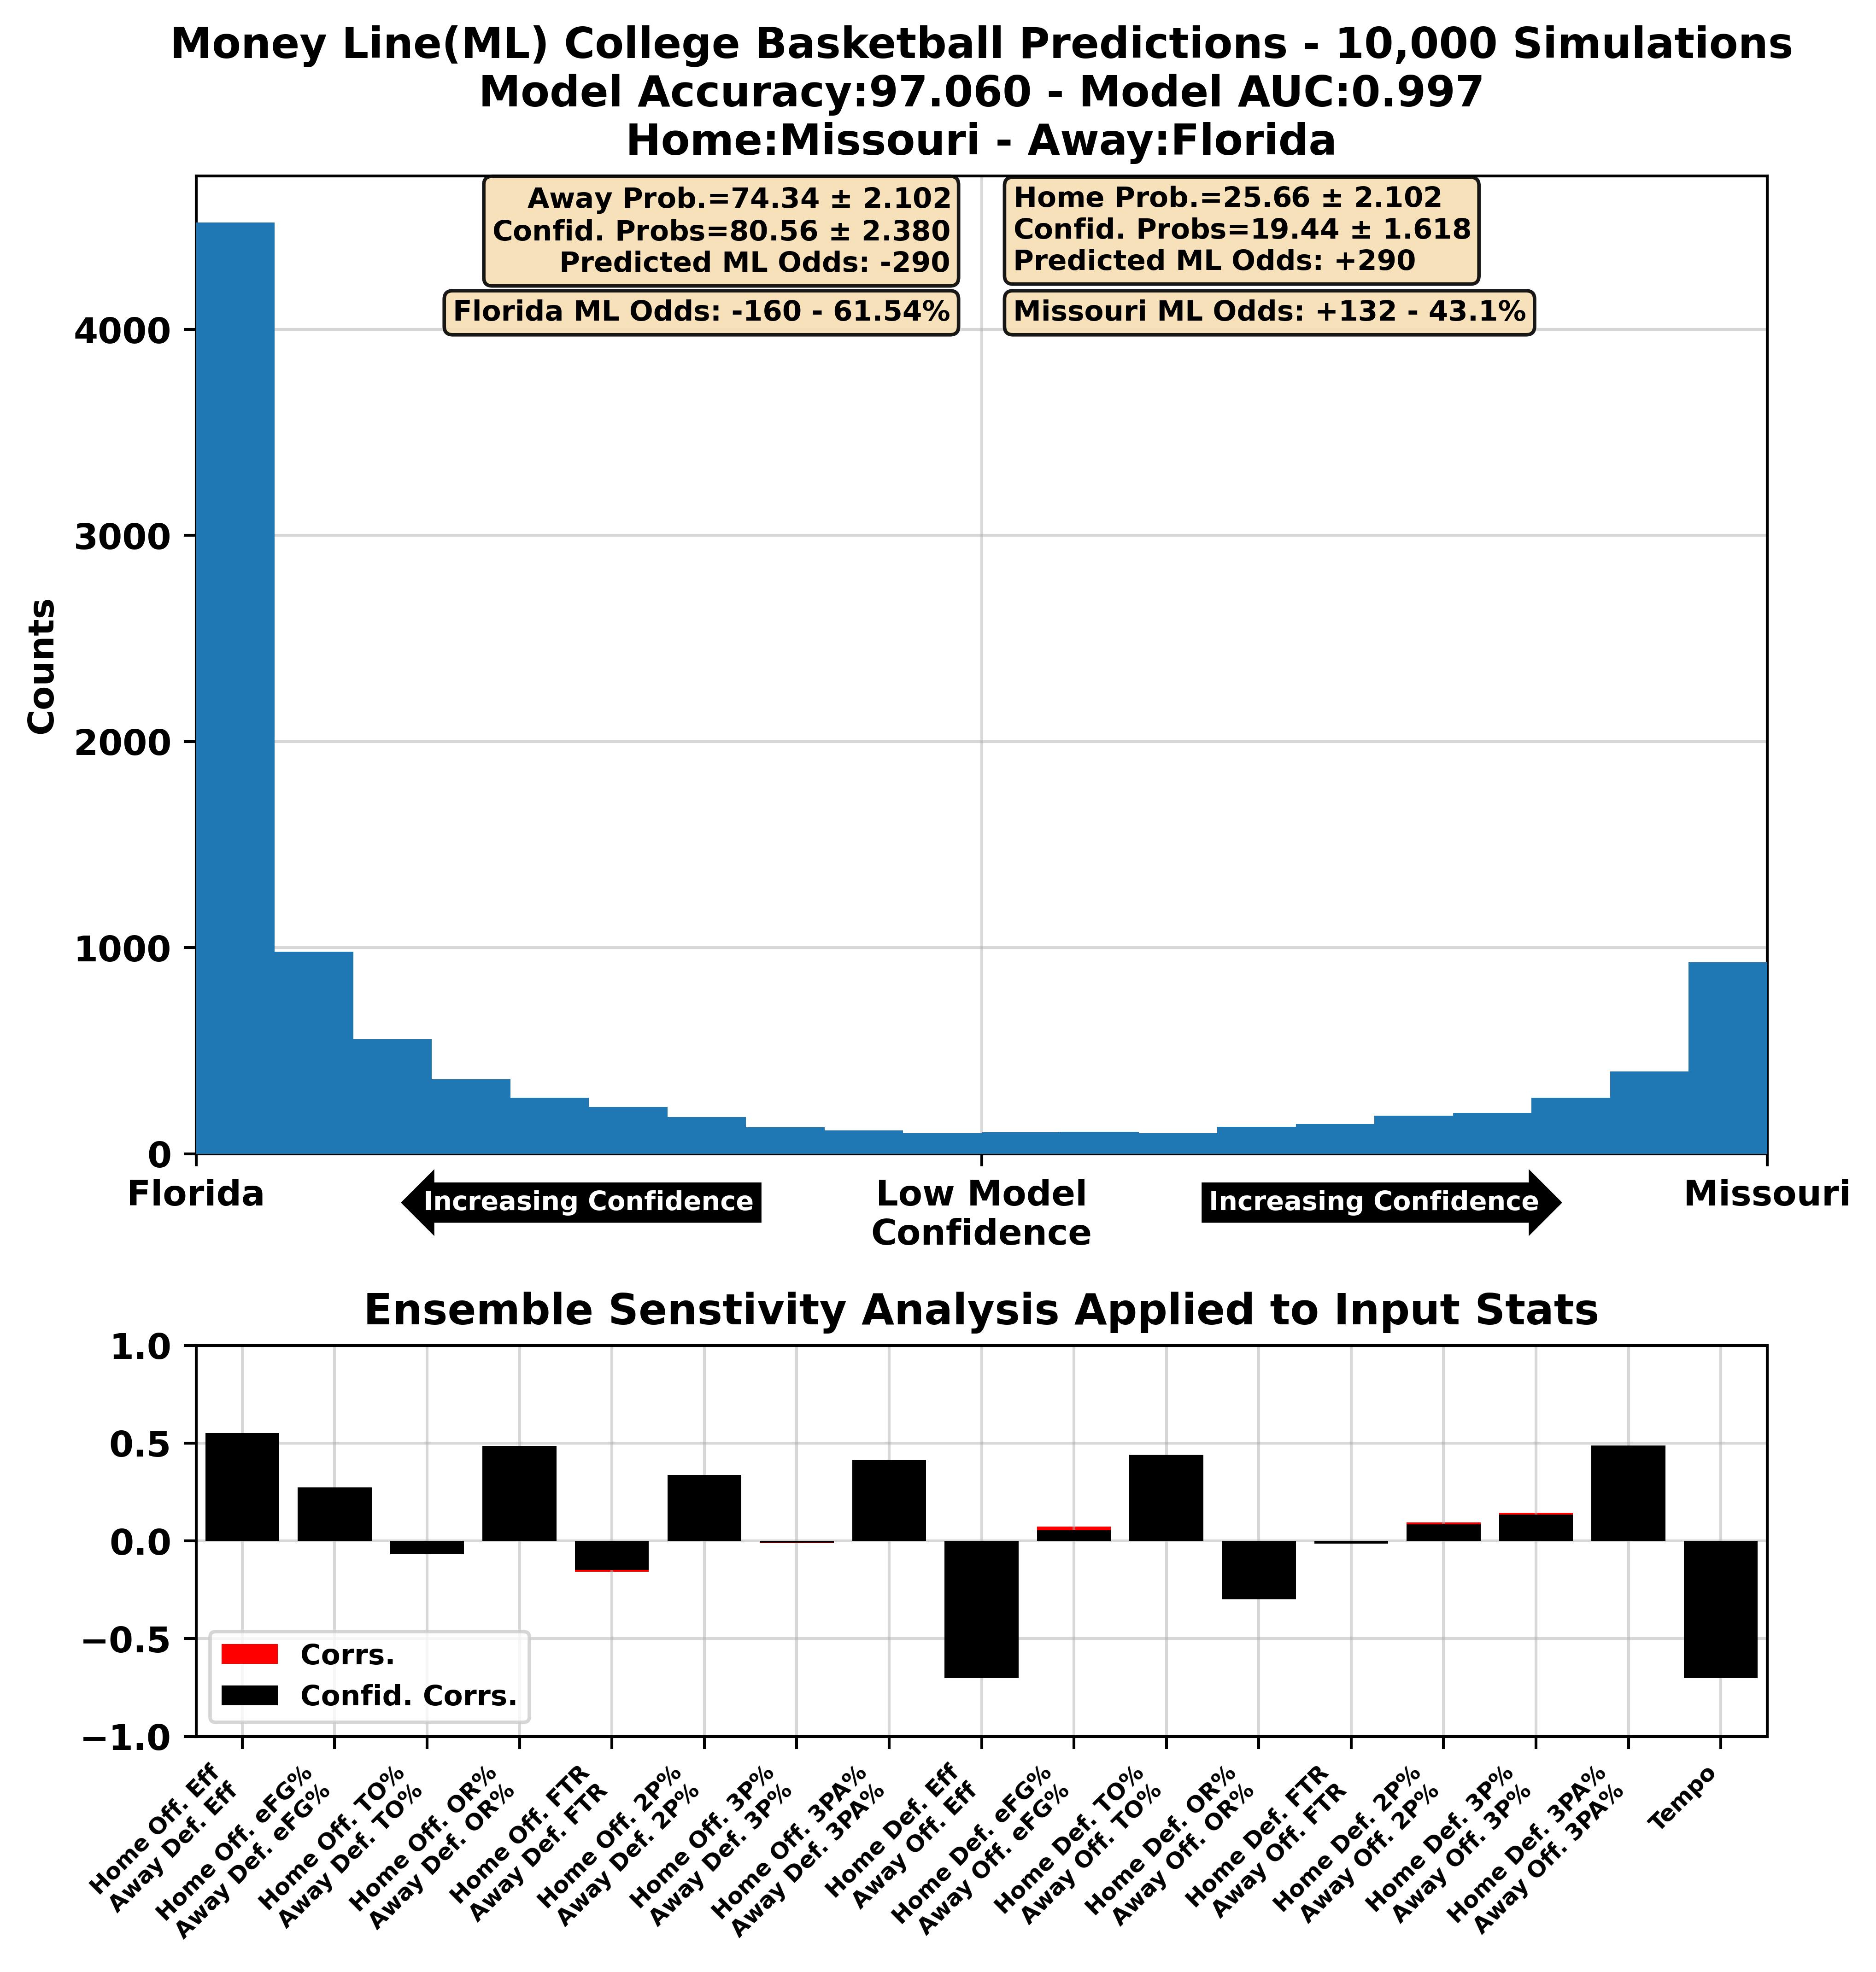 Money Line(ML) College Basketball Predictions - 10,000 Simulations
Model Accuracy:97.060 - Model AUC:0.997
Home:Missouri - Away:Florida
Away Prob.=74.34 ± 2.102
Confid. Probs=80.56 ± 2.380
Predicted ML Odds: -290
Florida ML Odds: -160 - 61.54%
Home Prob.=25.66 ± 2.102
Confid. Probs=19.44 ± 1.618
Predicted ML Odds: +290
Missouri ML Odds: +132 - 43.1%
Counts
4000
3000
2000
1000
0
Florida
Increasing Confidence
Low Model
Confidence
Increasing Confidence
Missouri
Ensemble Senstivity Analysis Applied to Input Stats
1.0
0.5
0.0
−0.5
−1.0
Corrs.
Confid. Corrs.
Home Off. Eff
Away Def. Eff
Home Off. eFG%
Away Def. eFG%
Home Off. TO%
Away Def. TO%
Home Off. OR%
Away Def. OR%
Home Off. FTR
Away Def. FTR
Home Off. 2P%
Away Def. 2P%
Home Off. 3P%
Away Def. 3P%
Home Off. 3PA%
Away Def. 3PA%
Home Def. Eff
Away Off. Eff
Home Def. eFG%
Away Off. eFG%
Home Def. TO%
Away Off. TO%
Home Def. OR%
Away Off. OR%
Home Def. FTR
Away Off. FTR
Home Def. 2P%
Away Off. 2P%
Home Def. 3P%
Away Off. 3P%
Home Def. 3PA%
Away Off. 3PA%
Tempo